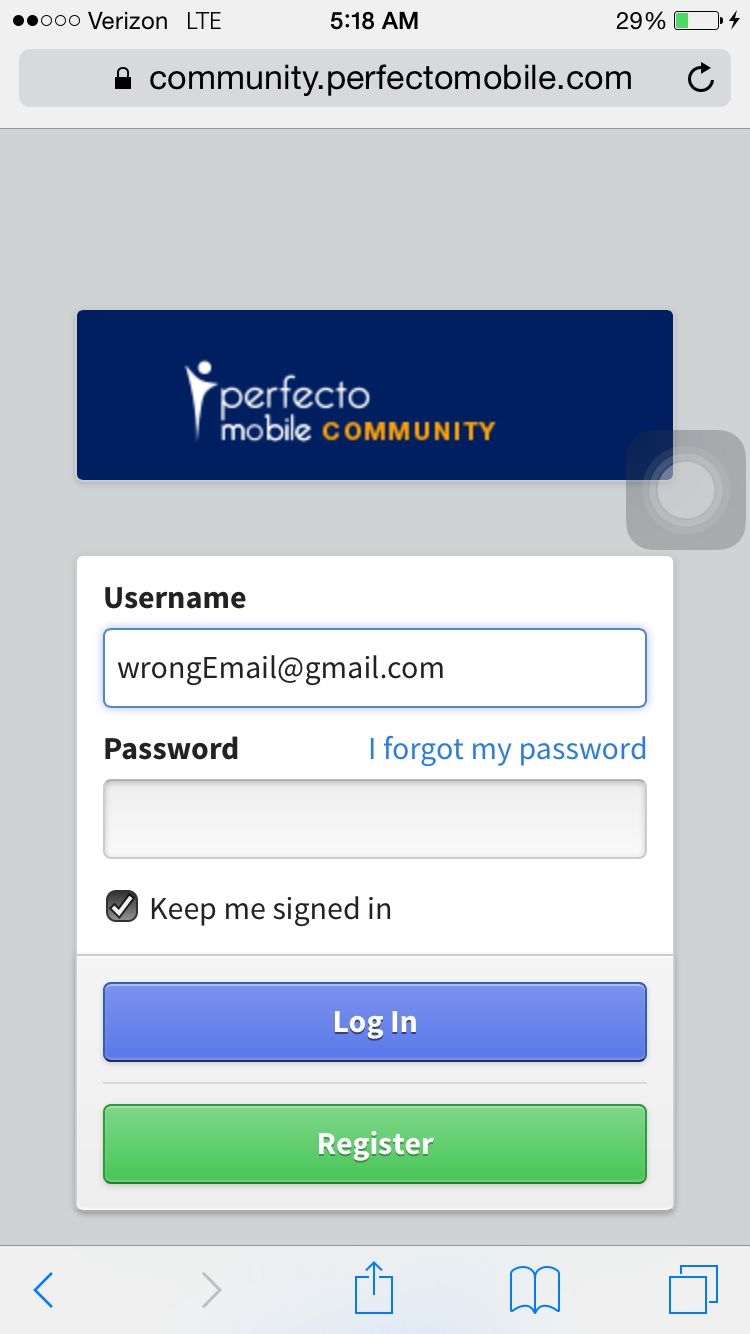 Verizon LTE 5:18 AM 29%
community.perfectomobile.com
perfecto
mobile COMMUNITY
Username
wrongEmail@gmail.com
Password I forgot my password
Keep me signed in
Log In
Register